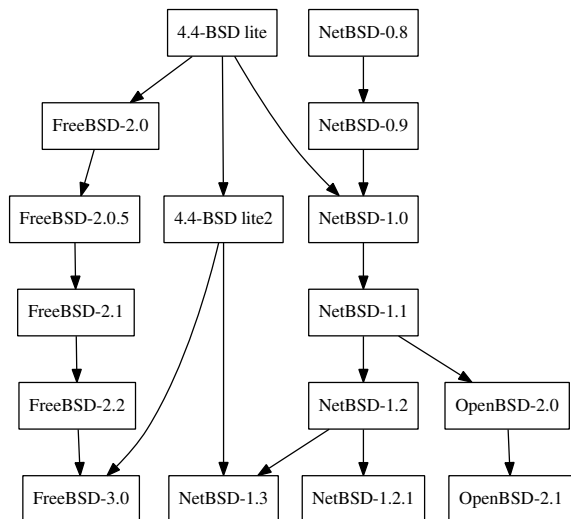 4.4-BSD lite
NetBSD-0.8
FreeBSD-2.0
NetBSD-0.9
FreeBSD-2.0.5
4.4-BSD lite2
NetBSD-1.0
FreeBSD-2.1
NetBSD-1.1
FreeBSD-2.2
NetBSD-1.2
OpenBSD-2.0
FreeBSD-3.0
NetBSD-1.3
NetBSD-1.2.1
OpenBSD-2.1